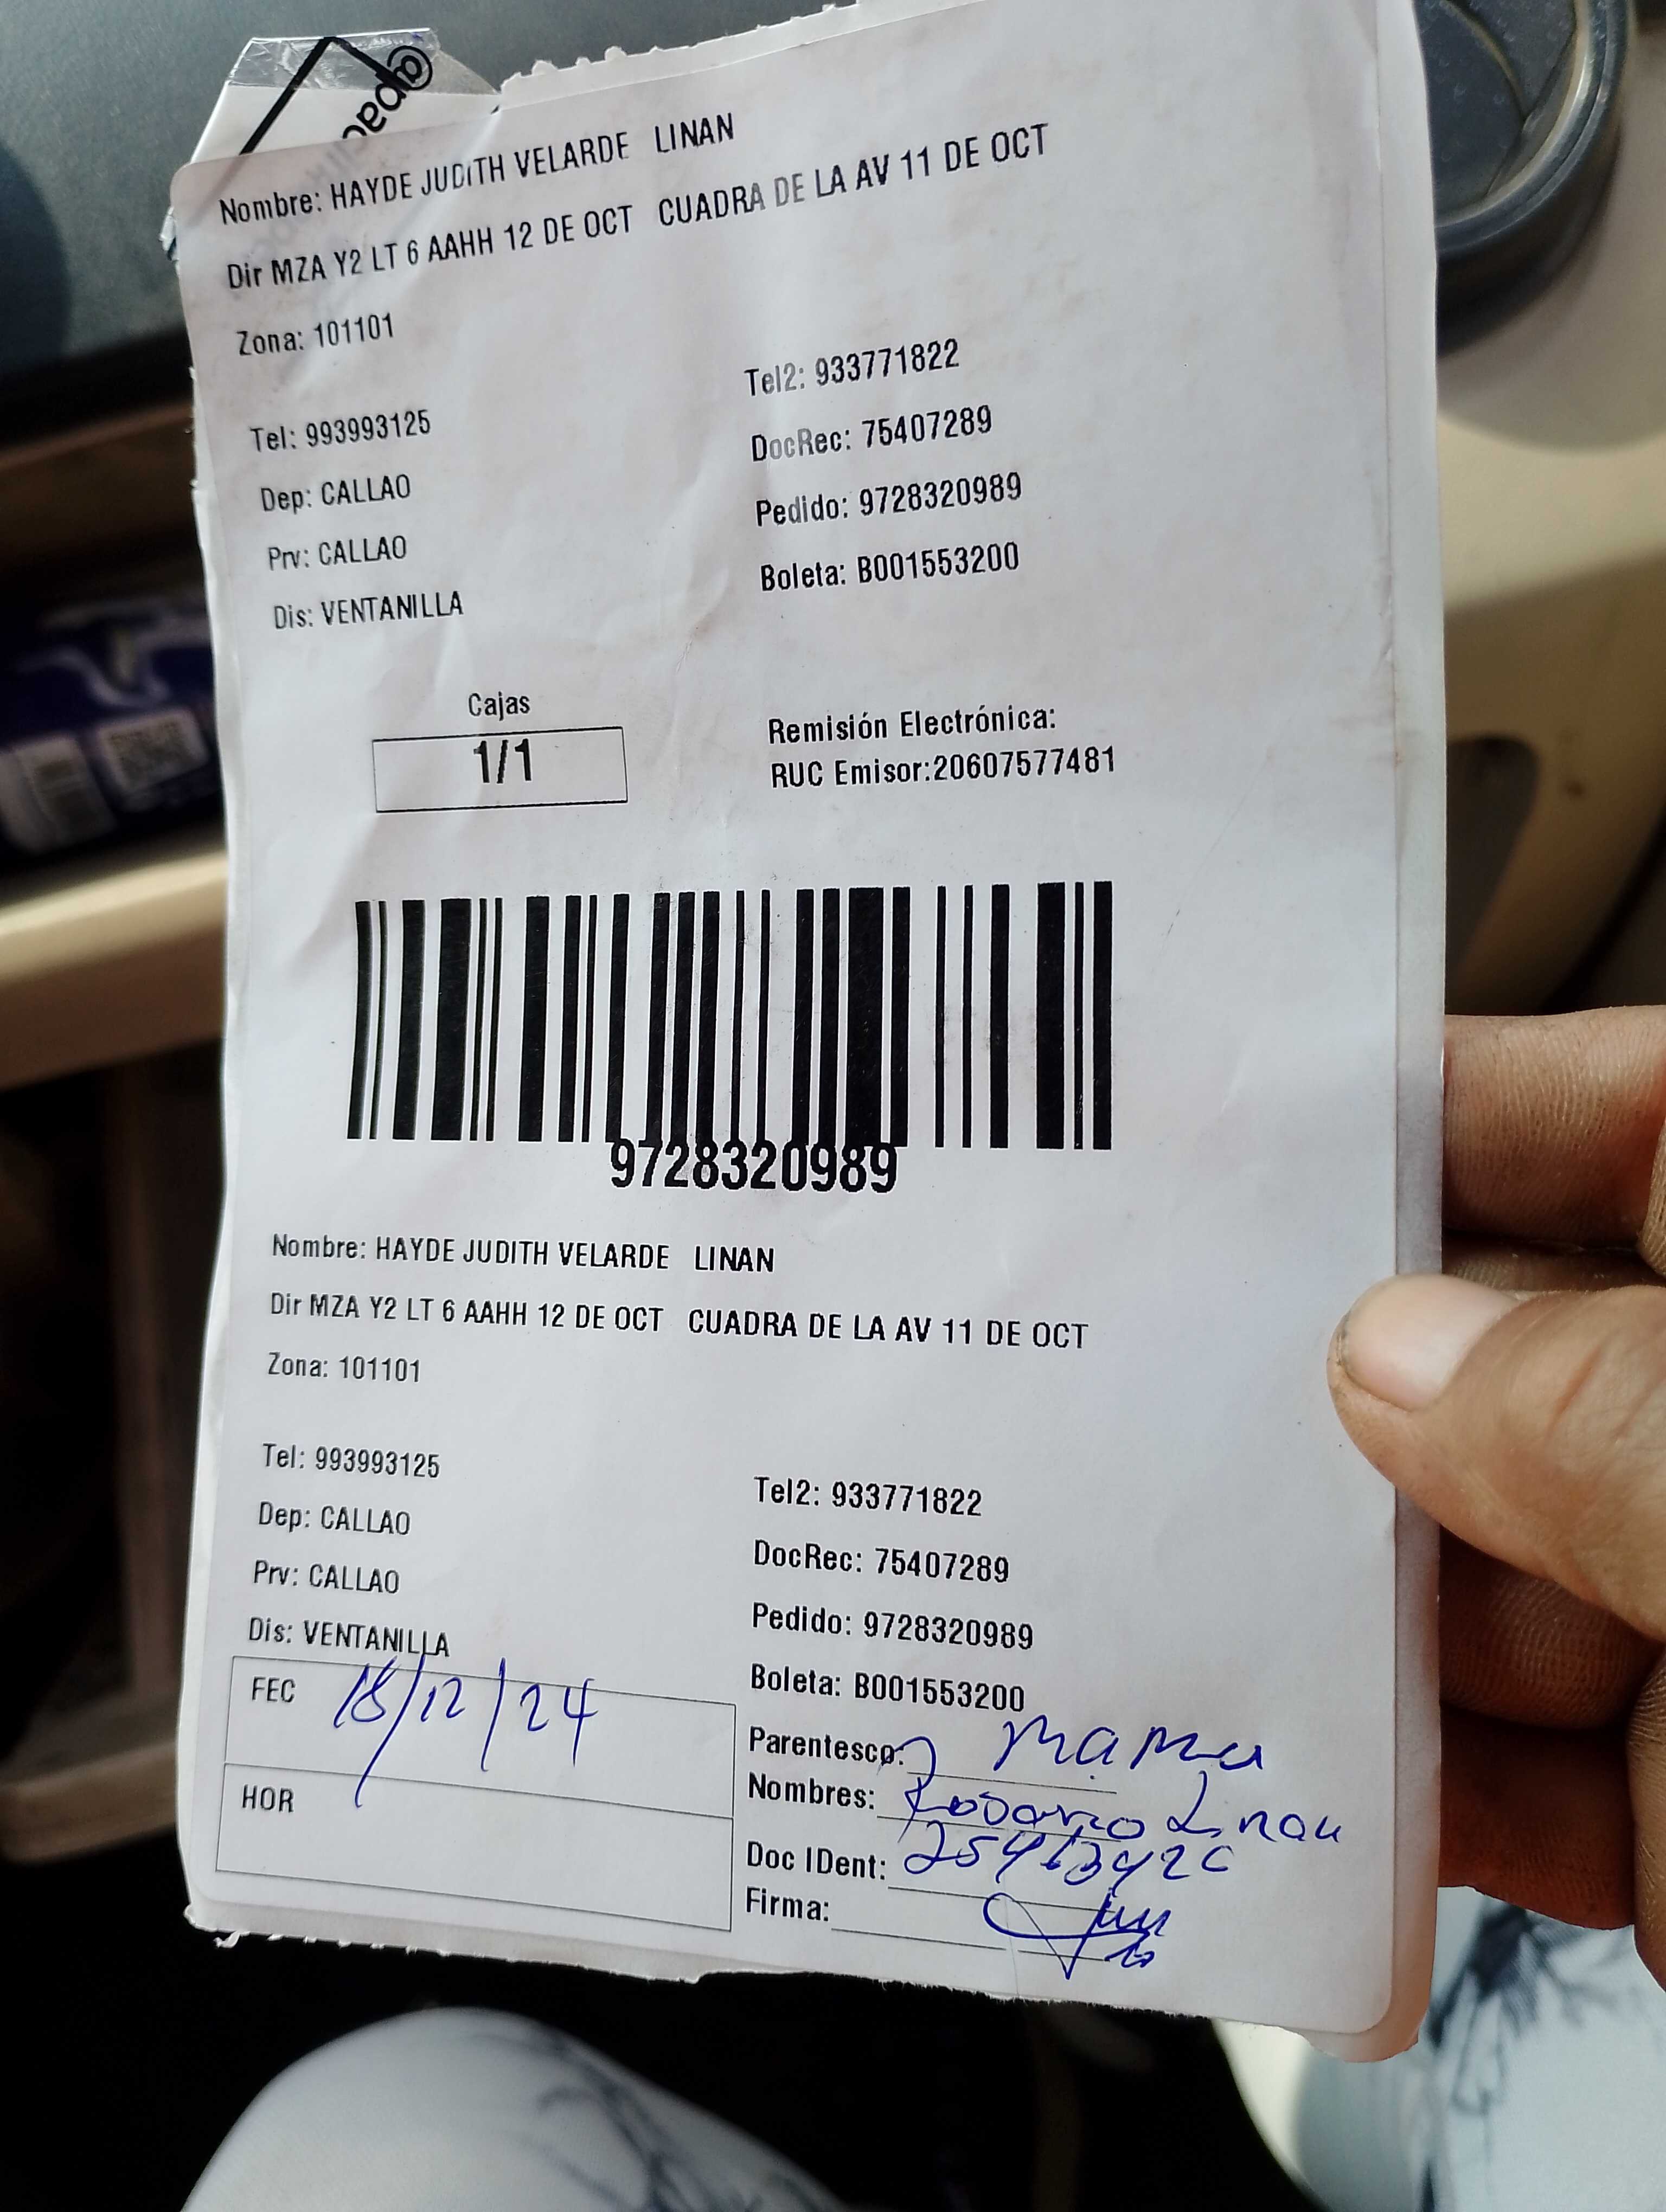 @pac
Nombre: HAYDE JUDITH VELARDE LINAN
Dir MZA Y2 LT 6 AAHH 12 DE OCT CUADRA DE LA AV 11 DE OCT
Zona: 101101
Tel: 993993125
Tel2: 933771822
Dep: CALLAO
DocRec: 75407289
Prv: CALLAO
Pedido: 9728320989
Dis: VENTANILLA
Boleta: B001553200
Cajas
1/1
Remisión Electrónica:
RUC Emisor:20607577481
9728320989
Nombre: HAYDE JUDITH VELARDE LINAN
Dir MZA Y2 LT 6 AAHH 12 DE OCT CUADRA DE LA AV 11 DE OCT
Zona: 101101
Tel: 993993125
Tel2: 933771822
Dep: CALLAO
DocRec: 75407289
Prv: CALLAO
Pedido: 9728320989
Dis: VENTANILLA
Boleta: B001553200
FEC 18/12/24
HOR
Parentesco: mama
Nombres: Rosario Linan
Doc IDent:
Firma: